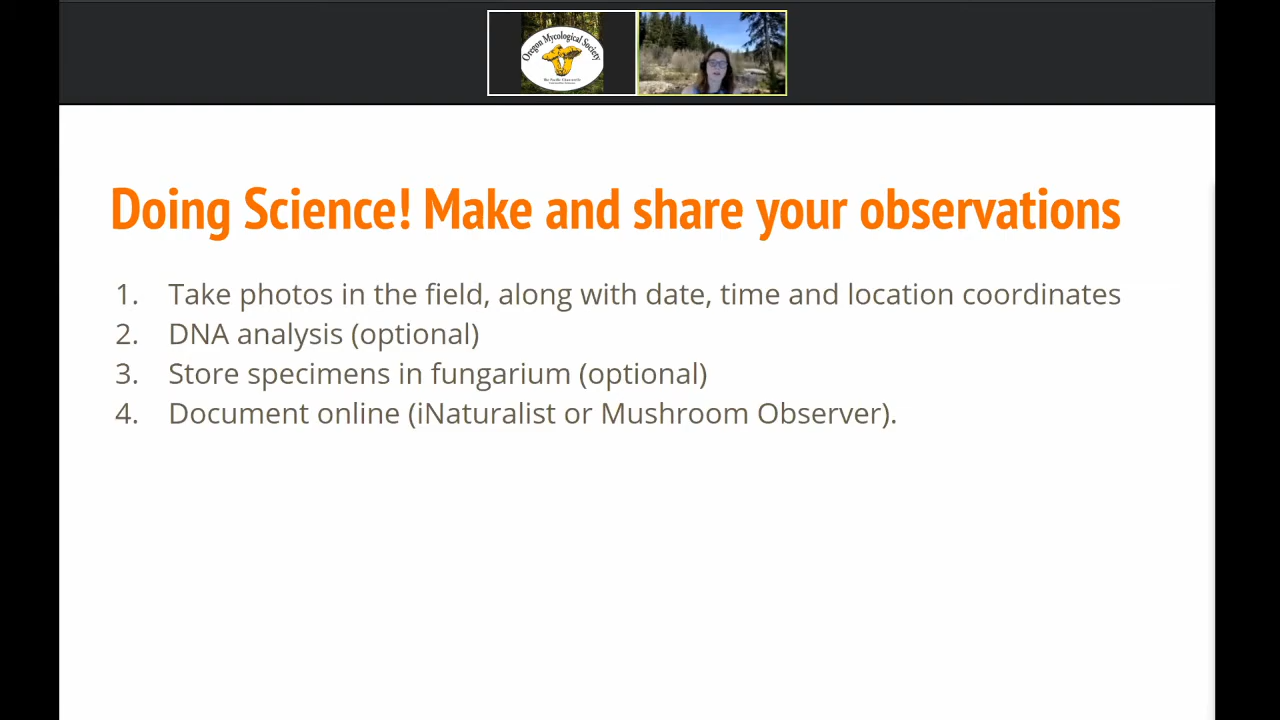 Oregon Mycological Society
Doing Science! Make and share your observations
1. Take photos in the field, along with date, time and location coordinates
2. DNA analysis (optional)
3. Store specimens in fungarium (optional)
4. Document online (iNaturalist or Mushroom Observer).